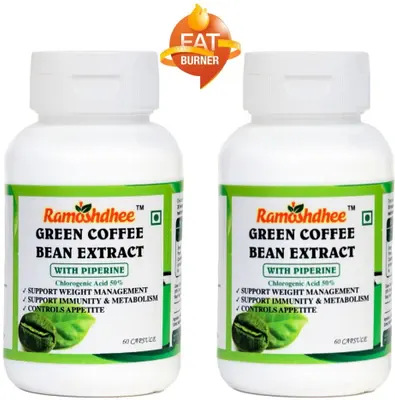 FAT
BURNER
Ramoshdhee™
GREEN COFFEE
BEAN EXTRACT
WITH PIPERINE
Chlorogenic Acid 50%
✓ SUPPORT WEIGHT MANAGEMENT
✓ SUPPORT IMMUNITY & METABOLISM
✓ CONTROLS APPETITE
60 CAPSULE
Ramoshdhee™
GREEN COFFEE
BEAN EXTRACT
WITH PIPERINE
Chlorogenic Acid 50%
✓ SUPPORT WEIGHT MANAGEMENT
✓ SUPPORT IMMUNITY & METABOLISM
✓ CONTROLS APPETITE
60 CAPSULE